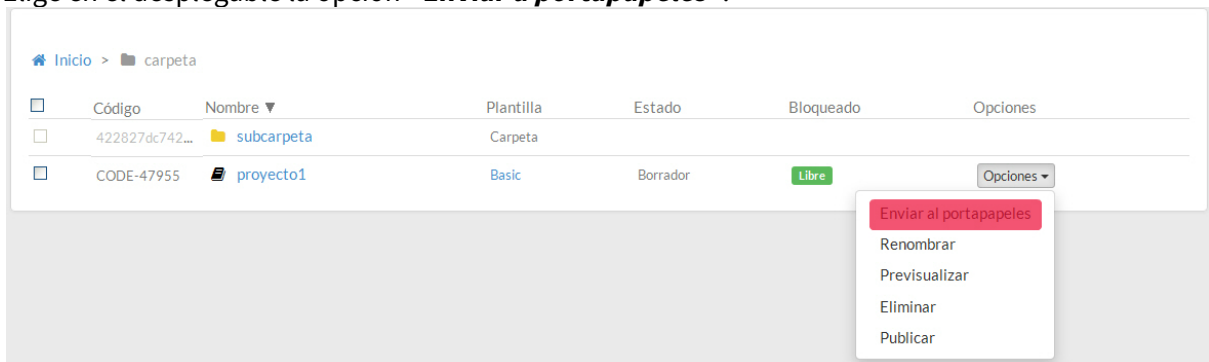 Elige en el desplegable la opción "Enviar a portapapeles".
Inicio > carpeta
Código Nombre ▼ Plantilla Estado Bloqueado Opciones
422827dc742... subcarpeta Carpeta
CODE-47955 proyecto1 Basic Borrador Libre Opciones
Enviar al portapapeles
Renombrar
Previsualizar
Eliminar
Publicar